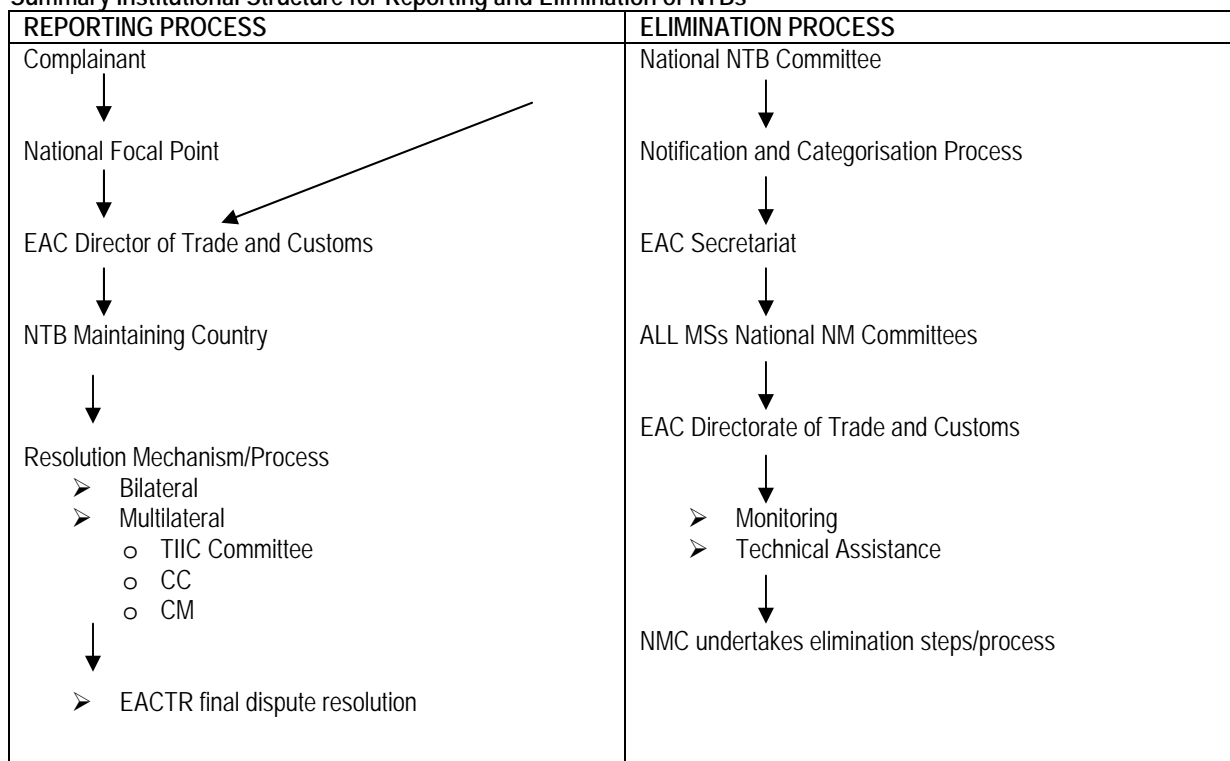 Summary Institutional Structure for Reporting and Elimination of NTBs
REPORTING PROCESS
Complainant
National Focal Point
EAC Director of Trade and Customs
NTB Maintaining Country
Resolution Mechanism/Process
➢ Bilateral
➢ Multilateral
o TIIC Committee
o CC
o CM
➢ EACTR final dispute resolution
ELIMINATION PROCESS
National NTB Committee
Notification and Categorisation Process
EAC Secretariat
ALL MSs National NM Committees
EAC Directorate of Trade and Customs
➢ Monitoring
➢ Technical Assistance
NMC undertakes elimination steps/process